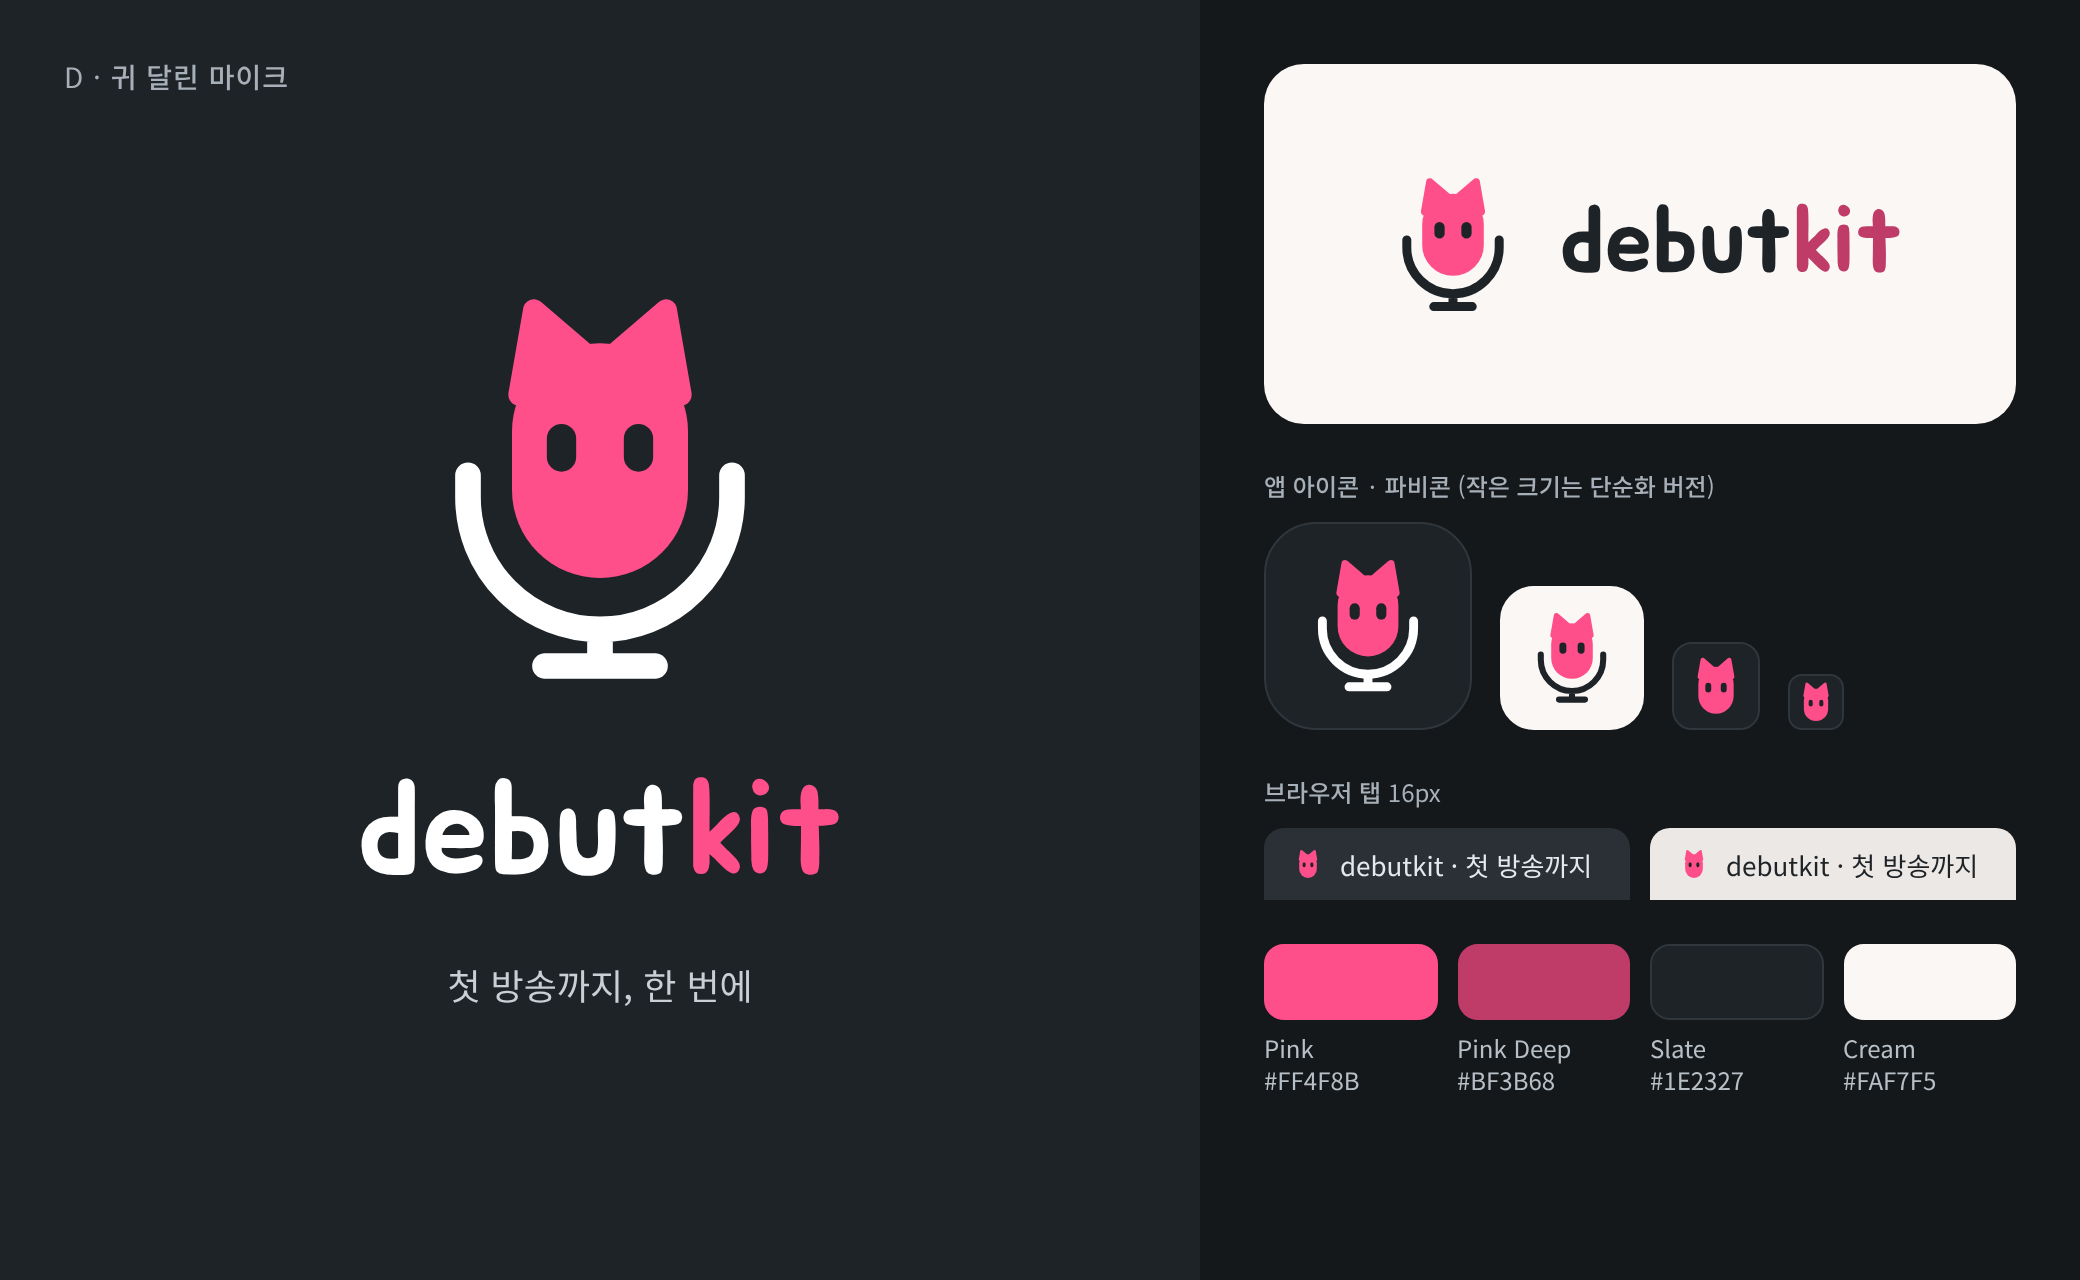 D · 귀 달린 마이크
debutkit
첫 방송까지, 한 번에
debutkit
앱 아이콘 · 파비콘 (작은 크기는 단순화 버전)
브라우저 탭 16px
debutkit · 첫 방송까지
debutkit · 첫 방송까지
Pink
#FF4F8B
Pink Deep
#BF3B68
Slate
#1E2327
Cream
#FAF7F5